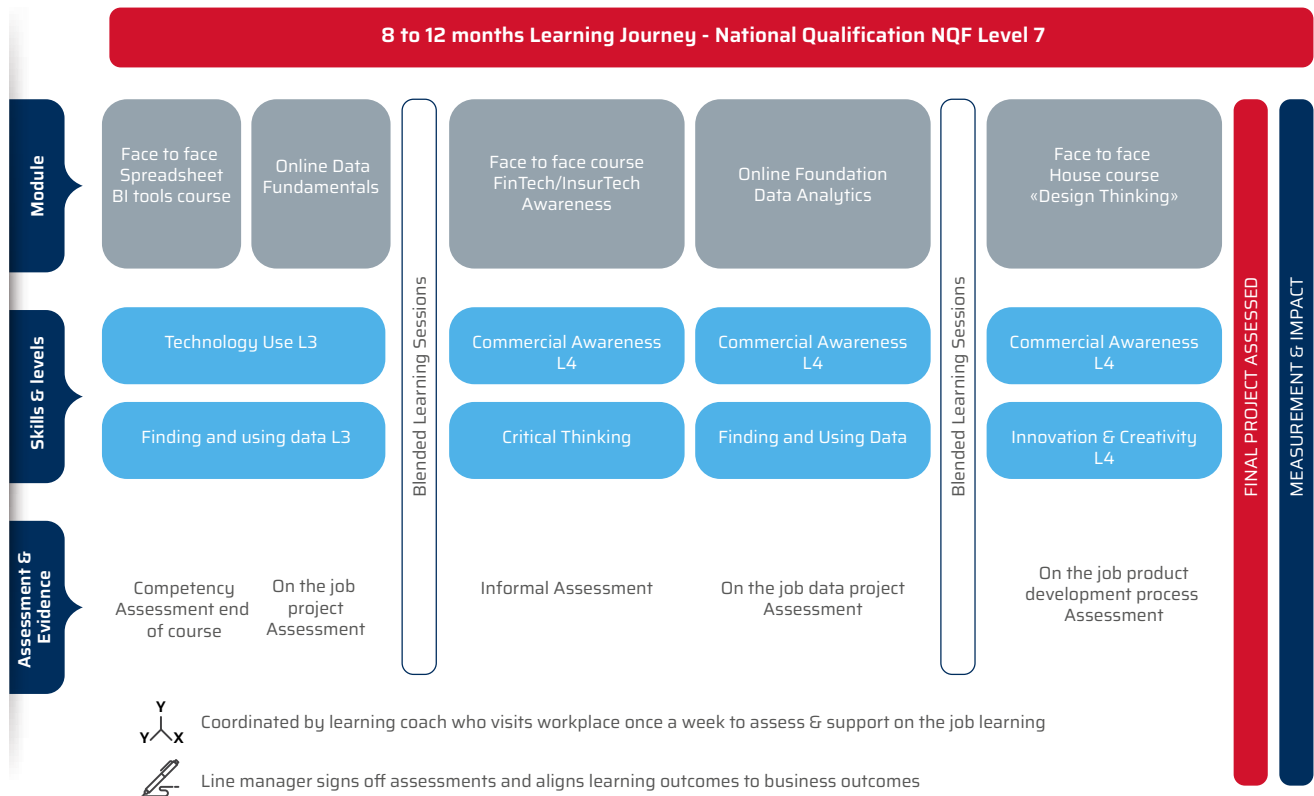 8 to 12 months Learning Journey - National Qualification NQF Level 7
Module
Face to face
Spreadsheet
BI tools course
Online Data
Fundamentals
Blended Learning Sessions
Face to face course
FinTech/InsurTech
Awareness
Online Foundation
Data Analytics
Blended Learning Sessions
Face to face
House course
«Design Thinking»
FINAL PROJECT ASSESSED
MEASUREMENT & IMPACT
Skills & levels
Technology Use L3
Commercial Awareness
L4
Commercial Awareness
L4
Commercial Awareness
L4
Finding and using data L3
Critical Thinking
Finding and Using Data
Innovation & Creativity
L4
Assessment &
Evidence
Competency
Assessment end
of course
On the job
project
Assessment
Informal Assessment
On the job data project
Assessment
On the job product
development process
Assessment
Y
Y X
Coordinated by learning coach who visits workplace once a week to assess & support on the job learning
Line manager signs off assessments and aligns learning outcomes to business outcomes